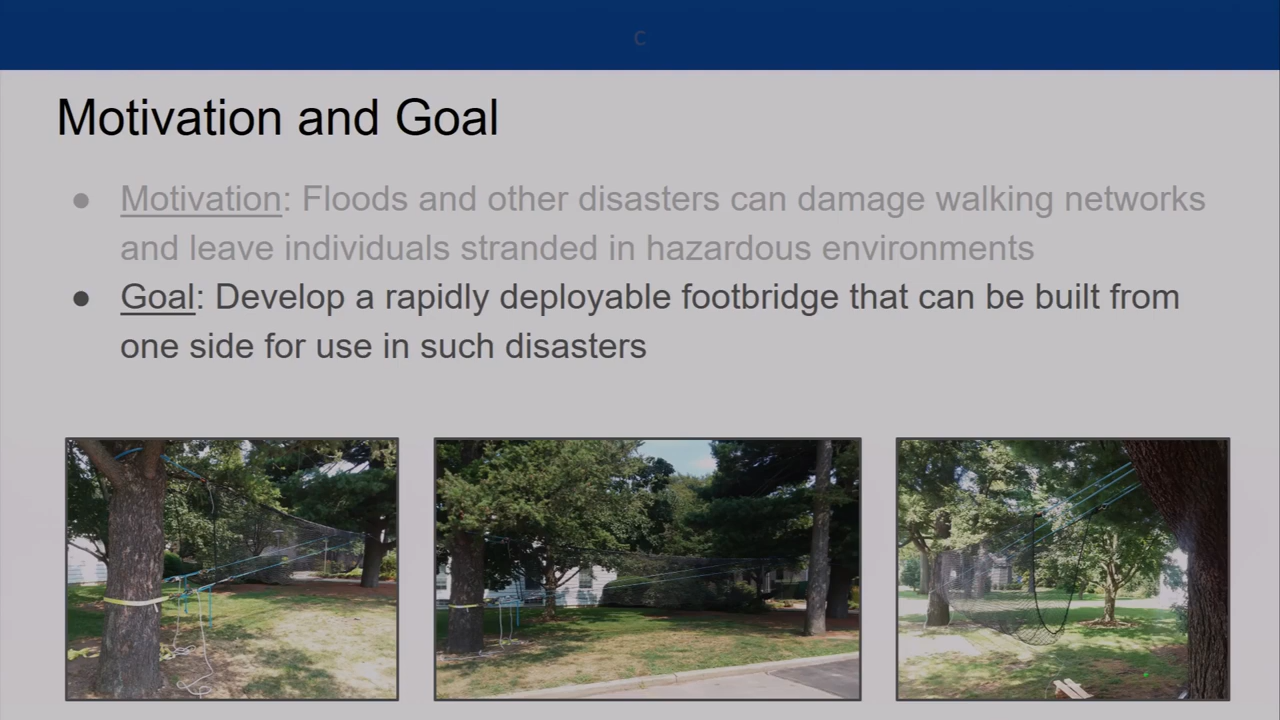 c
Motivation and Goal
● Motivation: Floods and other disasters can damage walking networks
and leave individuals stranded in hazardous environments
● Goal: Develop a rapidly deployable footbridge that can be built from
one side for use in such disasters